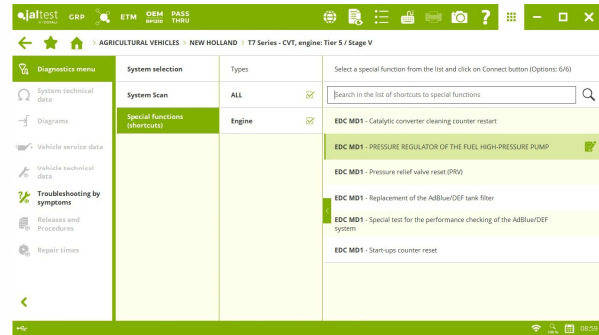 jaltest
GRP
ETM
OEM
RP1210
PASS
THRU
?
> AGRICULTURAL VEHICLES > NEW HOLLAND > T7 Series - CVT, engine: Tier 5 / Stage V
Diagnostics menu
System technical
data
Diagrams
Vehicle service data
Vehicle technical
data
Troubleshooting by
symptoms
Releases and
Procedures
Repair times
System selection
System Scan
Special functions
(shortcuts)
Types
ALL
Engine
Select a special function from the list and click on Connect button (Options: 6/6)
Search in the list of shortcuts to special functions
EDC MD1 - Catalytic converter cleaning counter restart
EDC MD1 - PRESSURE REGULATOR OF THE FUEL HIGH-PRESSURE PUMP
EDC MD1 - Pressure relief valve reset (PRV)
EDC MD1 - Replacement of the AdBlue/DEF tank filter
EDC MD1 - Special test for the performance checking of the AdBlue/DEF
system
EDC MD1 - Start-ups counter reset
100%
08:59